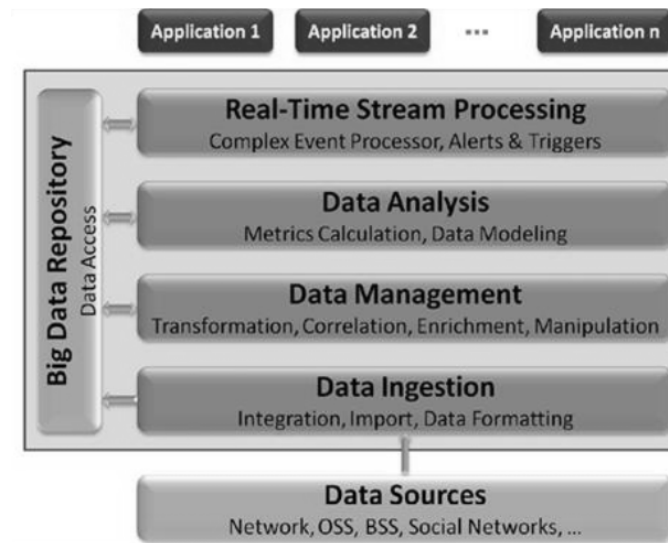 Application 1
Application 2
...
Application n
Big Data Repository
Data Access
Real-Time Stream Processing
Complex Event Processor, Alerts & Triggers
Data Analysis
Metrics Calculation, Data Modeling
Data Management
Transformation, Correlation, Enrichment, Manipulation
Data Ingestion
Integration, Import, Data Formatting
Data Sources
Network, OSS, BSS, Social Networks, ...